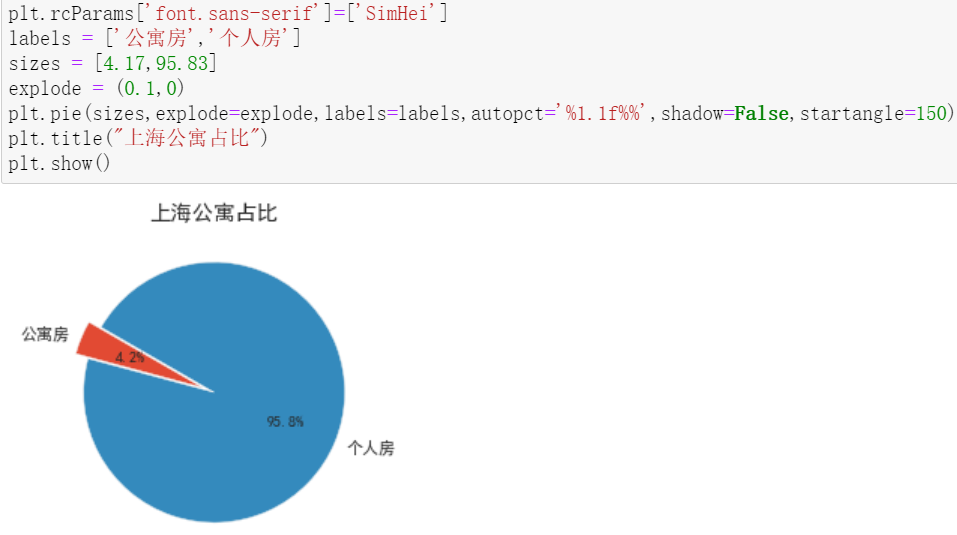 plt.rcParams['font.sans-serif']=['SimHei']
labels = ['公寓房','个人房']
sizes = [4.17,95.83]
explode = (0.1,0)
plt.pie(sizes,explode=explode,labels=labels,autopct='%1.1f%%',shadow=False,startangle=150)
plt.title("上海公寓占比")
plt.show()
上海公寓占比
公寓房
4.2%
95.8%
个人房